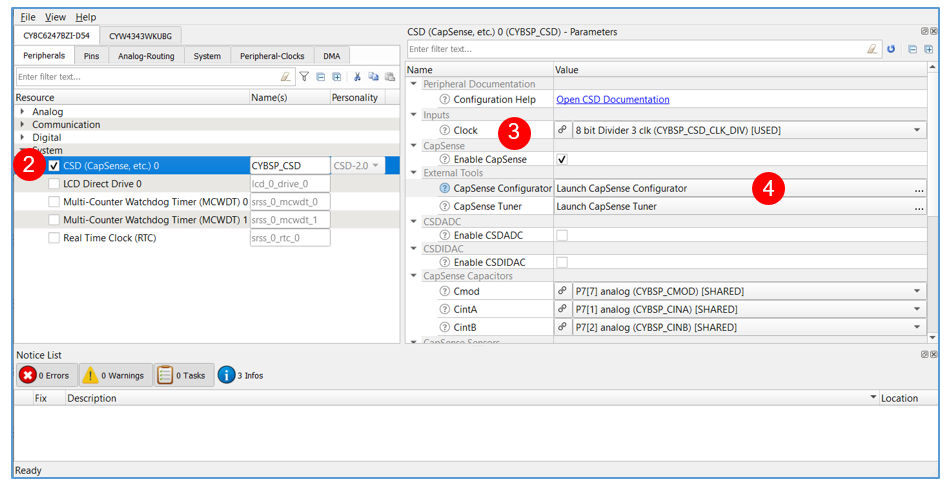 File View Help
CY8C6247BZI-D54 CYW4343WKUBG
Peripherals Pins Analog-Routing System Peripheral-Clocks DMA
Enter filter text...
Resource Name(s) Personality
Analog
Communication
Digital
System
2 CSD (CapSense, etc.) 0 CYBSP_CSD CSD-2.0
LCD Direct Drive 0 lcd_0_drive_0
Multi-Counter Watchdog Timer (MCWDT) 0 srss_0_mcwdt_0
Multi-Counter Watchdog Timer (MCWDT) 1 srss_0_mcwdt_1
Real Time Clock (RTC) srss_0_rtc_0
CSD (CapSense, etc.) 0 (CYBSP_CSD) - Parameters
Enter filter text...
Name Value
Peripheral Documentation
? Configuration Help Open CSD Documentation
Inputs
? Clock 3 8 bit Divider 3 clk (CYBSP_CSD_CLK_DIV) [USED]
CapSense
? Enable CapSense
External Tools
? CapSense Configurator Launch CapSense Configurator 4 ...
? CapSense Tuner Launch CapSense Tuner ...
CSDADC
? Enable CSDADC
CSDIDAC
? Enable CSDIDAC
CapSense Capacitors
? Cmod P7[7] analog (CYBSP_CMOD) [SHARED]
? CintA P7[1] analog (CYBSP_CINA) [SHARED]
? CintB P7[2] analog (CYBSP_CINB) [SHARED]
CapSense Sensors
Notice List
0 Errors ! 0 Warnings 0 Tasks i 3 Infos
Fix Description Location
Ready